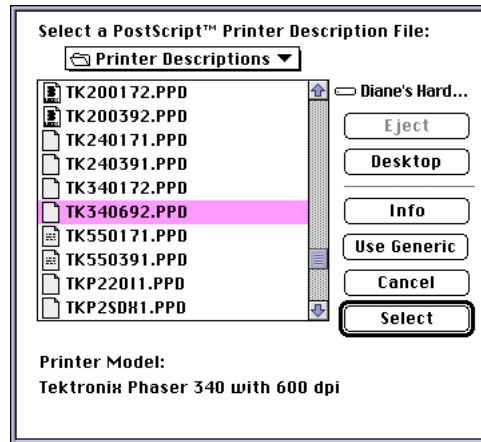 Select a PostScript™ Printer Description File:
Printer Descriptions
TK200172.PPD
TK200392.PPD
TK240171.PPD
TK240391.PPD
TK340172.PPD
TK340692.PPD
TK550171.PPD
TK550391.PPD
TKP220I1.PPD
TKP2SDX1.PPD
Diane's Hard...
Eject
Desktop
Info
Use Generic
Cancel
Select
Printer Model:
Tektronix Phaser 340 with 600 dpi